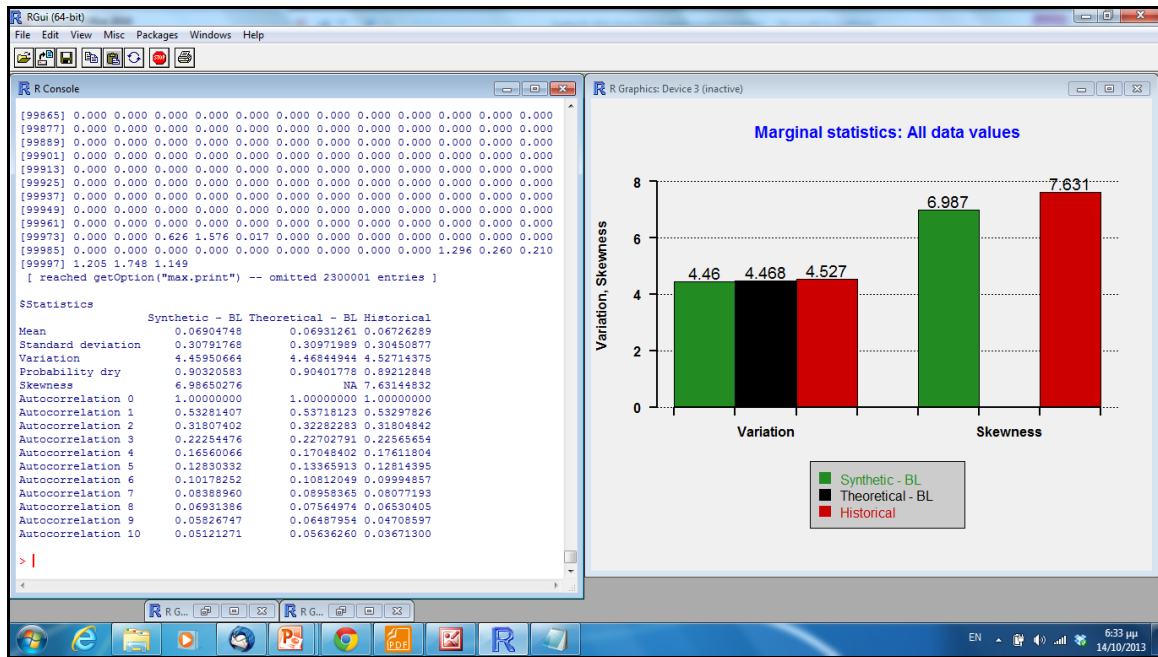 RGui (64-bit)
File Edit View Misc Packages Windows Help
STOP
R Console
[99865] 0.000 0.000 0.000 0.000 0.000 0.000 0.000 0.000 0.000 0.000 0.000 0.000
[99877] 0.000 0.000 0.000 0.000 0.000 0.000 0.000 0.000 0.000 0.000 0.000 0.000
[99889] 0.000 0.000 0.000 0.000 0.000 0.000 0.000 0.000 0.000 0.000 0.000 0.000
[99901] 0.000 0.000 0.000 0.000 0.000 0.000 0.000 0.000 0.000 0.000 0.000 0.000
[99913] 0.000 0.000 0.000 0.000 0.000 0.000 0.000 0.000 0.000 0.000 0.000 0.000
[99925] 0.000 0.000 0.000 0.000 0.000 0.000 0.000 0.000 0.000 0.000 0.000 0.000
[99937] 0.000 0.000 0.000 0.000 0.000 0.000 0.000 0.000 0.000 0.000 0.000 0.000
[99949] 0.000 0.000 0.000 0.000 0.000 0.000 0.000 0.000 0.000 0.000 0.000 0.000
[99961] 0.000 0.000 0.000 0.000 0.000 0.000 0.000 0.000 0.000 0.000 0.000 0.000
[99973] 0.000 0.000 0.626 1.576 0.017 0.000 0.000 0.000 0.000 0.000 0.000 0.000
[99985] 0.000 0.000 0.000 0.000 0.000 0.000 0.000 0.000 0.000 1.296 0.260 0.210
[99997] 1.205 1.748 1.149
[ reached getOption("max.print") -- omitted 2300001 entries ]
$Statistics
Synthetic - BL Theoretical - BL Historical
Mean 0.06904748 0.06931261 0.06726289
Standard deviation 0.30791768 0.30971989 0.30450877
Variation 4.45950664 4.46844944 4.52714375
Probability dry 0.90320583 0.90401778 0.89212848
Skewness 6.98650276 NA 7.63144832
Autocorrelation 0 1.00000000 1.00000000 1.00000000
Autocorrelation 1 0.53281407 0.53718123 0.53297826
Autocorrelation 2 0.31807402 0.32282283 0.31804842
Autocorrelation 3 0.22254476 0.22702791 0.22565654
Autocorrelation 4 0.16560066 0.17048402 0.17611804
Autocorrelation 5 0.12830332 0.13365913 0.12814395
Autocorrelation 6 0.10178252 0.10812049 0.09994857
Autocorrelation 7 0.08388960 0.08958365 0.08077193
Autocorrelation 8 0.06931386 0.07564974 0.06530405
Autocorrelation 9 0.05826747 0.06487954 0.04708597
Autocorrelation 10 0.05121271 0.05636260 0.03671300
>
R Graphics: Device 3 (inactive)
Marginal statistics: All data values
Variation, Skewness
8
6
4
2
0
4.46
4.468
4.527
6.987
7.631
Variation
Skewness
Synthetic - BL
Theoretical - BL
Historical
R G...
R G...
PDF
EN
6:33 μμ
14/10/2013